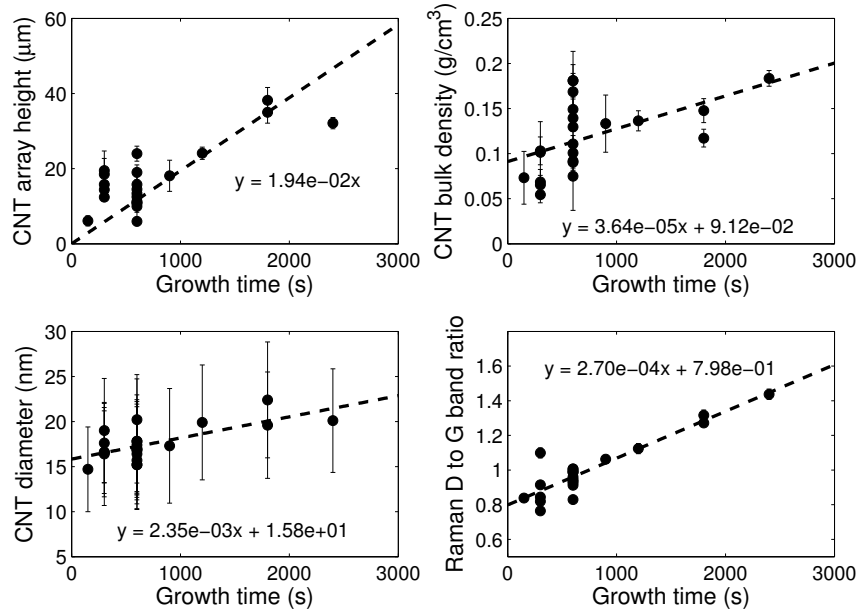 60
40
20
0
0 1000 2000 3000
CNT array height (μm)
Growth time (s)
y = 1.94e−02x
0.25
0.2
0.15
0.1
0.05
0
0 1000 2000 3000
CNT bulk density (g/cm³)
Growth time (s)
y = 3.64e−05x + 9.12e−02
30
25
20
15
10
5
0 1000 2000 3000
CNT diameter (nm)
Growth time (s)
y = 2.35e−03x + 1.58e+01
1.6
1.4
1.2
1
0.8
0.6
0 1000 2000 3000
Raman D to G band ratio
Growth time (s)
y = 2.70e−04x + 7.98e−01